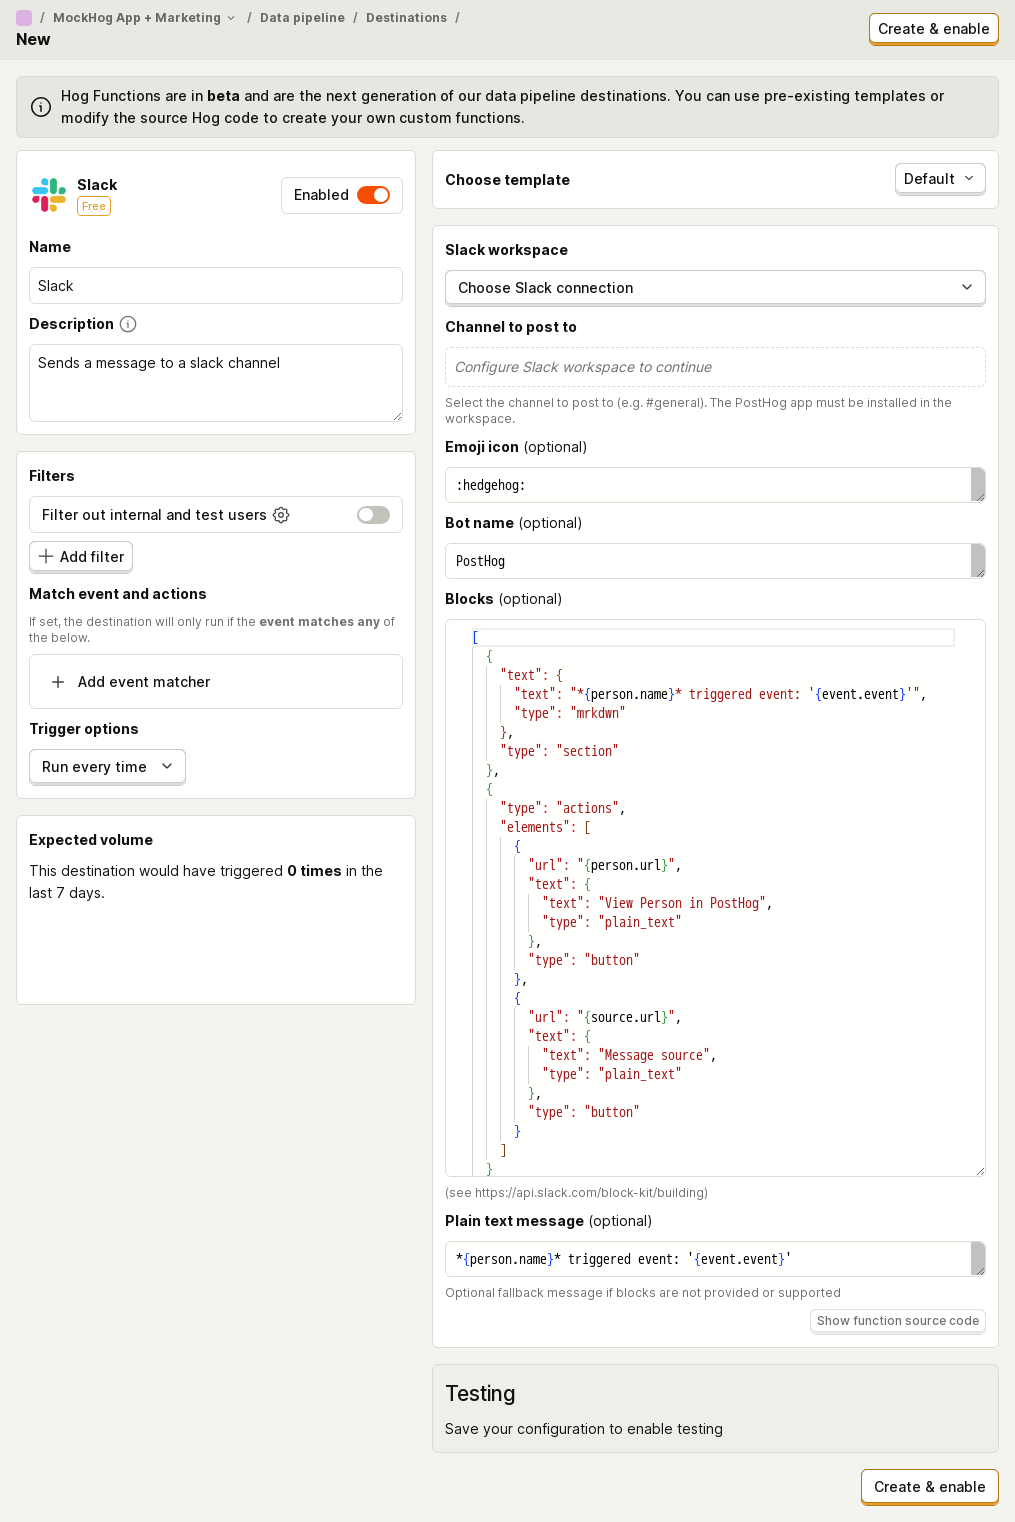 / MockHog App + Marketing / Data pipeline / Destinations /
New
Create & enable
Hog Functions are in beta and are the next generation of our data pipeline destinations. You can use pre-existing templates or
modify the source Hog code to create your own custom functions.
Slack
Free
Enabled
Name
Slack
Description
Sends a message to a slack channel
Filters
Filter out internal and test users
Add filter
Match event and actions
If set, the destination will only run if the event matches any of
the below.
Add event matcher
Trigger options
Run every time
Expected volume
This destination would have triggered 0 times in the
last 7 days.
Choose template
Default
Slack workspace
Choose Slack connection
Channel to post to
Configure Slack workspace to continue
Select the channel to post to (e.g. #general). The PostHog app must be installed in the
workspace.
Emoji icon (optional)
:hedgehog:
Bot name (optional)
PostHog
Blocks (optional)
[
{
"text": {
"text": "*{person.name}* triggered event: '{event.event}'",
"type": "mrkdwn"
},
"type": "section"
},
{
"type": "actions",
"elements": [
{
"url": "{person.url}",
"text": {
"text": "View Person in PostHog",
"type": "plain_text"
},
"type": "button"
},
{
"url": "{source.url}",
"text": {
"text": "Message source",
"type": "plain_text"
},
"type": "button"
}
]
}
(see https://api.slack.com/block-kit/building)
Plain text message (optional)
*{person.name}* triggered event: '{event.event}'
Optional fallback message if blocks are not provided or supported
Show function source code
Testing
Save your configuration to enable testing
Create & enable